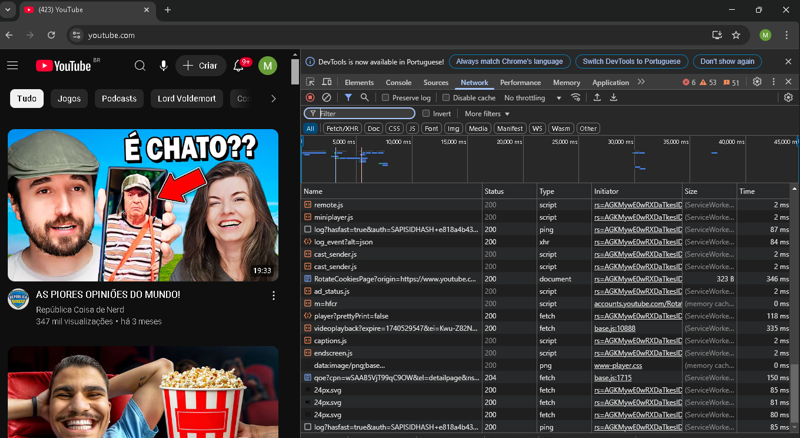 (423) YouTube
youtube.com
YouTube BR
Criar
9+
M
M
Tudo
Jogos
Podcasts
Lord Voldemort
É CHATO??
19:33
AS PIORES OPINIÕES DO MUNDO!
República Coisa de Nerd
347 mil visualizações • há 3 meses
DevTools is now available in Portuguese!
Always match Chrome's language
Switch DevTools to Portuguese
Don't show again
Elements Console Sources Network Performance Memory Application
6 53 51
Preserve log Disable cache No throttling
Filter
Invert More filters
All Fetch/XHR Doc CSS JS Font Img Media Manifest WS Wasm Other
5,000 ms 10,000 ms 15,000 ms 20,000 ms 25,000 ms 30,000 ms 35,000 ms 40,000 ms 45,000 m
Name Status Type Initiator Size Time
remote.js 200 script rs=AGKMywE0wRXDaTkesID (ServiceWorke... 2 ms
miniplayer.js 200 script rs=AGKMywE0wRXDaTkesID (ServiceWorke... 2 ms
log?hasfast=true&auth=SAPISIDHASH+e818a4b43... 200 ping rs=AGKMywE0wRXDaTkesID (ServiceWorke... 87 ms
log_event?alt=json 200 xhr rs=AGKMywE0wRXDaTkesID (ServiceWorke... 84 ms
cast_sender.js 200 script rs=AGKMywE0wRXDaTkesID (ServiceWorke... 2 ms
cast_sender.js 200 script rs=AGKMywE0wRXDaTkesID (ServiceWorke... 2 ms
RotateCookiesPage?origin=https://www.youtube.c... 200 document rs=AGKMywE0wRXDaTkesID 323 B 346 ms
ad_status.js 200 script rs=AGKMywE0wRXDaTkesID (ServiceWorke... 2 ms
m=hfcr 200 script accounts.youtube.com/Rota (memory cach... 0 ms
player?prettyPrint=false 200 fetch rs=AGKMywE0wRXDaTkesID (ServiceWorke... 118 ms
videoplayback?expire=1740529547&ei=Kwu-Z82N... 200 fetch base.js:10888 (ServiceWorke... 335 ms
captions.js 200 script rs=AGKMywE0wRXDaTkesID (ServiceWorke... 2 ms
endscreen.js 200 script rs=AGKMywE0wRXDaTkesID (ServiceWorke... 2 ms
data:image/png;base... 200 png www-player.css (memory cach... 0 ms
qoe?cpn=wSAAB5VjT99qC9OW&el=detailpage&ns... 204 fetch base.js:1715 (ServiceWorke... 150 ms
24px.svg 200 fetch rs=AGKMywE0wRXDaTkesID (ServiceWorke... 85 ms
24px.svg 200 fetch rs=AGKMywE0wRXDaTkesID (ServiceWorke... 81 ms
24px.svg 200 fetch rs=AGKMywE0wRXDaTkesID (ServiceWorke... 80 ms
log?hasfast=true&auth=SAPISIDHASH+e818a4b43... 200 ping rs=AGKMywE0wRXDaTkesID (ServiceWorke... 85 ms